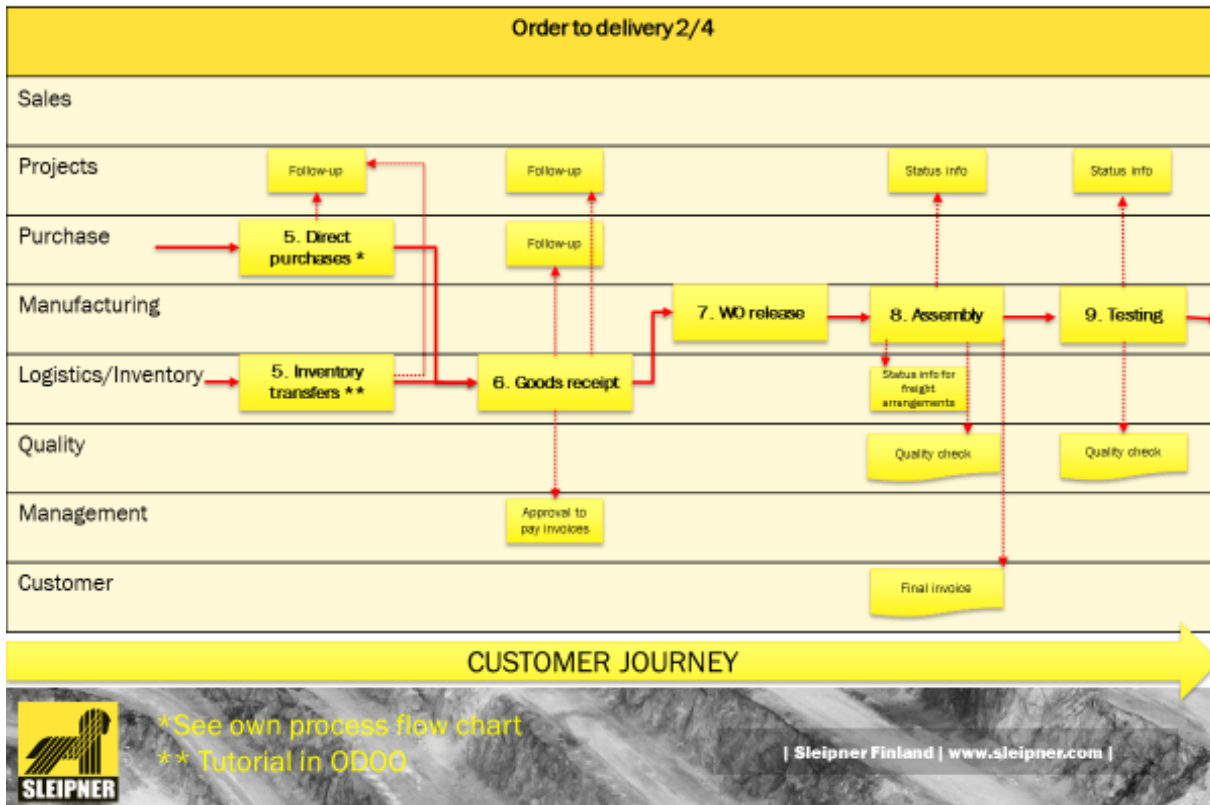 Order to delivery 2/4
Sales
Projects
Follow-up
Follow-up
Status info
Status info
Purchase
5. Direct
purchases *
Follow-up
Manufacturing
7. WO release
8. Assembly
9. Testing
Logistics/Inventory
5. Inventory
transfers **
6. Goods receipt
Status info for
freight
arrangements
Quality
Quality check
Quality check
Management
Approval to
pay invoices
Customer
Final invoice
CUSTOMER JOURNEY
*See own process flow chart
** Tutorial in ODOO
| Sleipner Finland | www.sleipner.com |
SLEIPNER